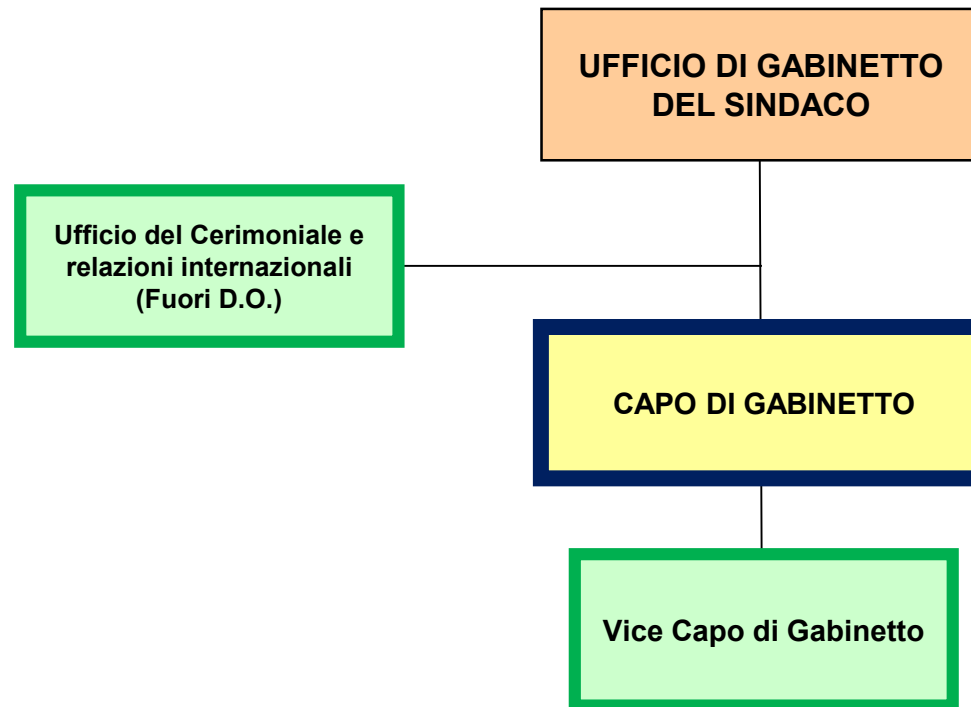 UFFICIO DI GABINETTO
DEL SINDACO
Ufficio del Cerimoniale e
relazioni internazionali
(Fuori D.O.)
CAPO DI GABINETTO
Vice Capo di Gabinetto